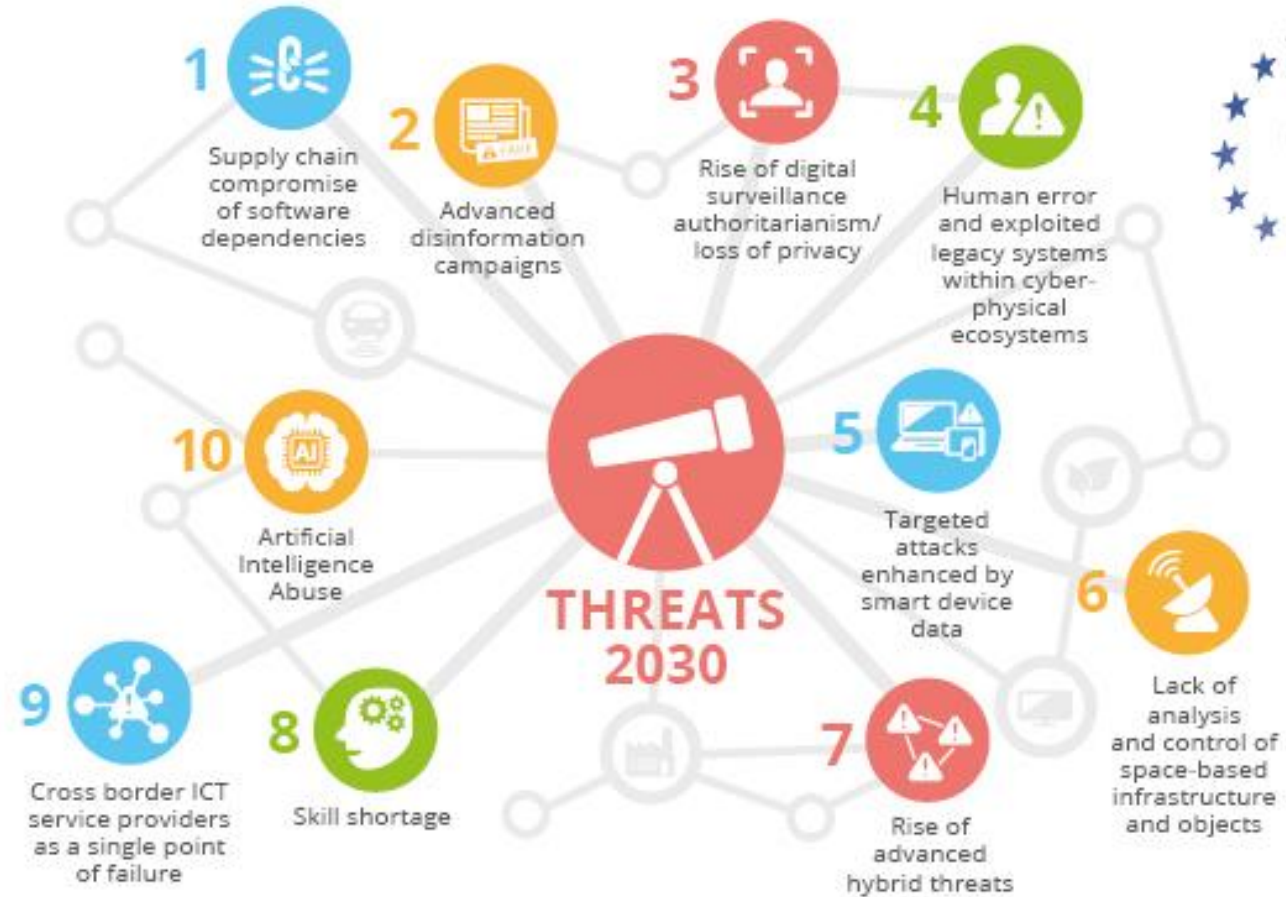 1
Supply chain
compromise
of software
dependencies
2
FAKE
Advanced
disinformation
campaigns
3
Rise of digital
surveillance
authoritarianism/
loss of privacy
4
Human error
and exploited
legacy systems
within cyber-
physical
ecosystems
5
Targeted
attacks
enhanced by
smart device
data
6
Lack of
analysis
and control of
space-based
infrastructure
and objects
7
Rise of
advanced
hybrid threats
8
Skill shortage
9
Cross border ICT
service providers
as a single point
of failure
10
AI
Artificial
Intelligence
Abuse
THREATS
2030